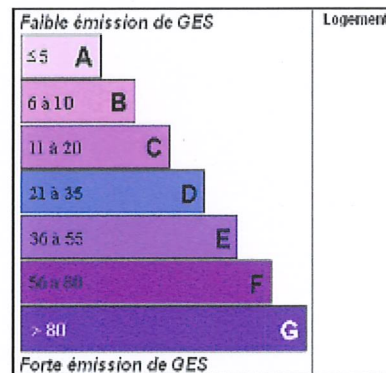 Faible émission de GES
Logement
≤ 5 A
6 à 10 B
11 à 20 C
21 à 35 D
36 à 55 E
56 à 80 F
> 80 G
Forte émission de GES